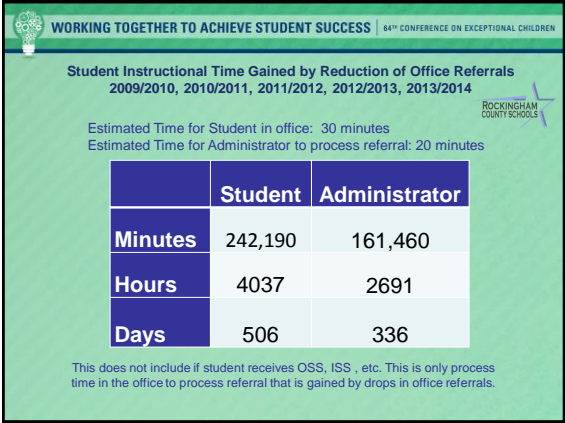 WORKING TOGETHER TO ACHIEVE STUDENT SUCCESS | 64TH CONFERENCE ON EXCEPTIONAL CHILDREN
Student Instructional Time Gained by Reduction of Office Referrals
2009/2010, 2010/2011, 2011/2012, 2012/2013, 2013/2014
ROCKINGHAM
COUNTY SCHOOLS
Estimated Time for Student in office: 30 minutes
Estimated Time for Administrator to process referral: 20 minutes
Student Administrator
Minutes 242,190 161,460
Hours 4037 2691
Days 506 336
This does not include if student receives OSS, ISS , etc. This is only process
time in the office to process referral that is gained by drops in office referrals.